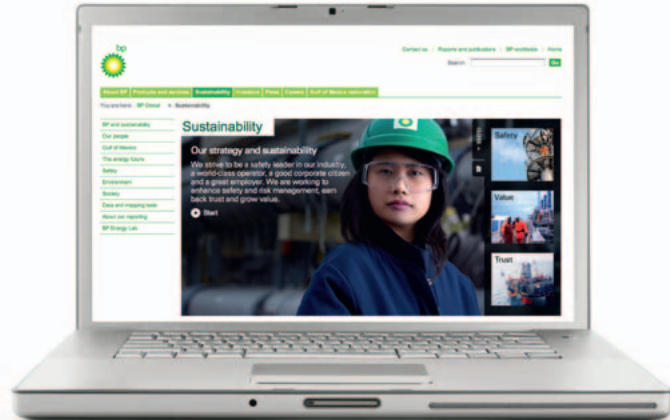 bp
Contact us | Reports and publications | BP worldwide | Home
Search: Go
About BP Products and services Sustainability Investors Press Careers Gulf of Mexico restoration
You are here: BP Global Sustainability
BP and sustainability
Our people
Gulf of Mexico
The energy future
Safety
Environment
Society
Data and mapping tools
About our reporting
BP Energy Lab
Sustainability
Our strategy and sustainability
We strive to be a safety leader in our industry,
a world-class operator, a good corporate citizen
and a great employer. We are working to
enhance safety and risk management, earn
back trust and grow value.
Start
Safety
Value
Trust